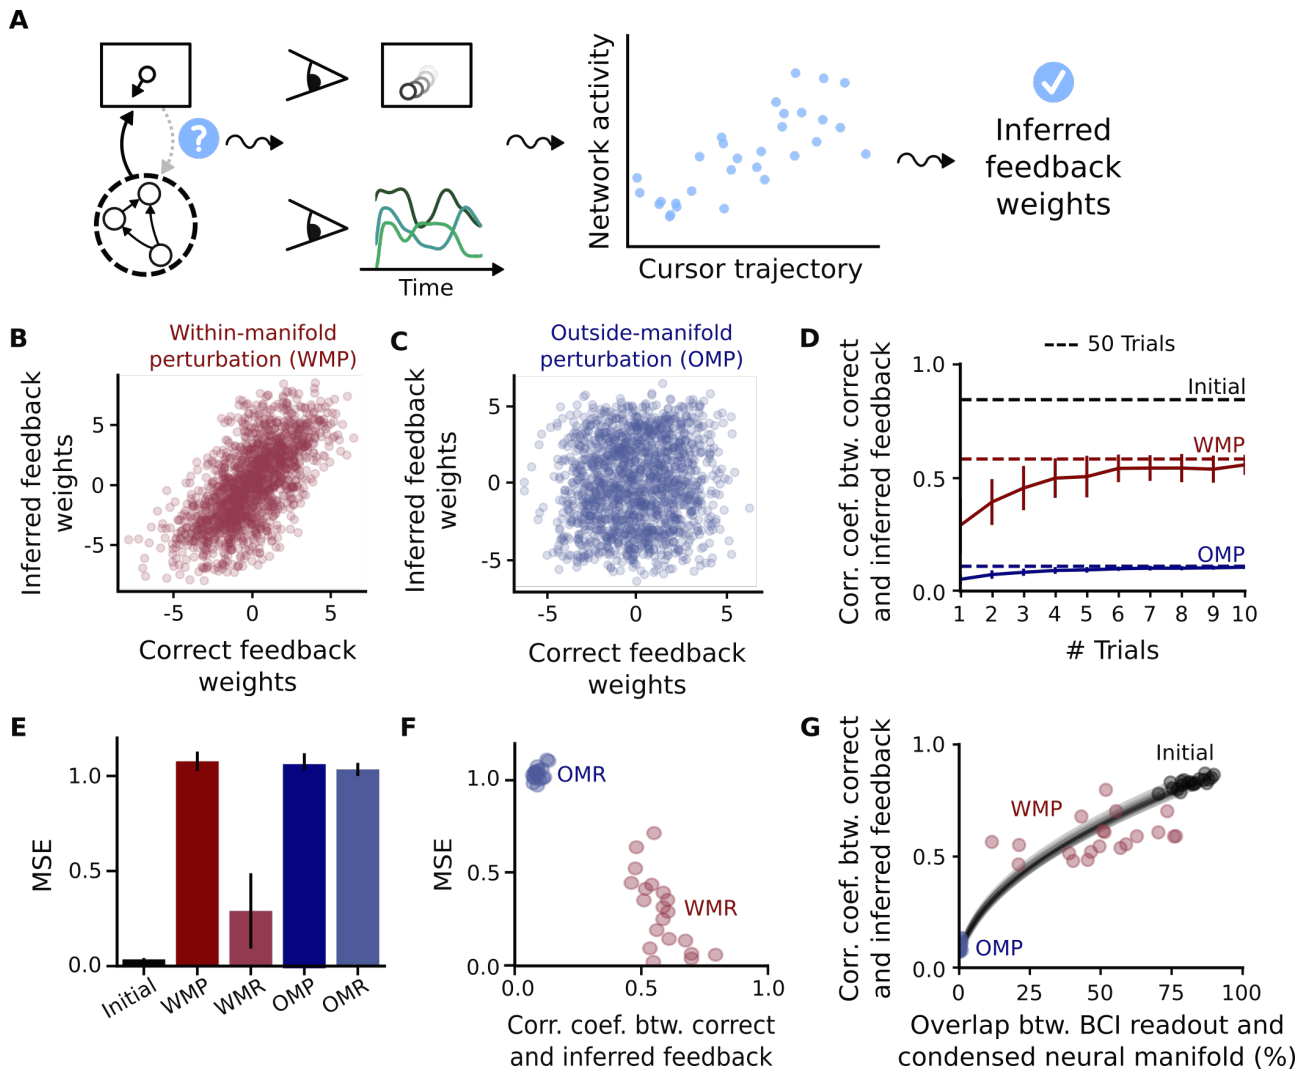 A
?
Time
Network activity
Cursor trajectory
Inferred
feedback
weights
B
Within-manifold
perturbation (WMP)
Inferred feedback
weights
5
0
-5
-5
0
5
Correct feedback
weights
C
Outside-manifold
perturbation (OMP)
Inferred feedback
weights
5
0
-5
-5
0
5
Correct feedback
weights
D
50 Trials
Corr. coef. btw. correct
and inferred feedback
1.0
0.5
0.0
Initial
WMP
OMP
1 2 3 4 5 6 7 8 9 10
# Trials
E
MSE
1.0
0.5
0.0
Initial
WMP
WMR
OMP
OMR
F
MSE
1.0
0.5
0.0
OMR
WMR
0.0 0.5 1.0
Corr. coef. btw. correct
and inferred feedback
G
Corr. coef. btw. correct
and inferred feedback
1.0
0.5
0.0
Initial
WMP
OMP
0 25 50 75 100
Overlap btw. BCI readout and
condensed neural manifold (%)